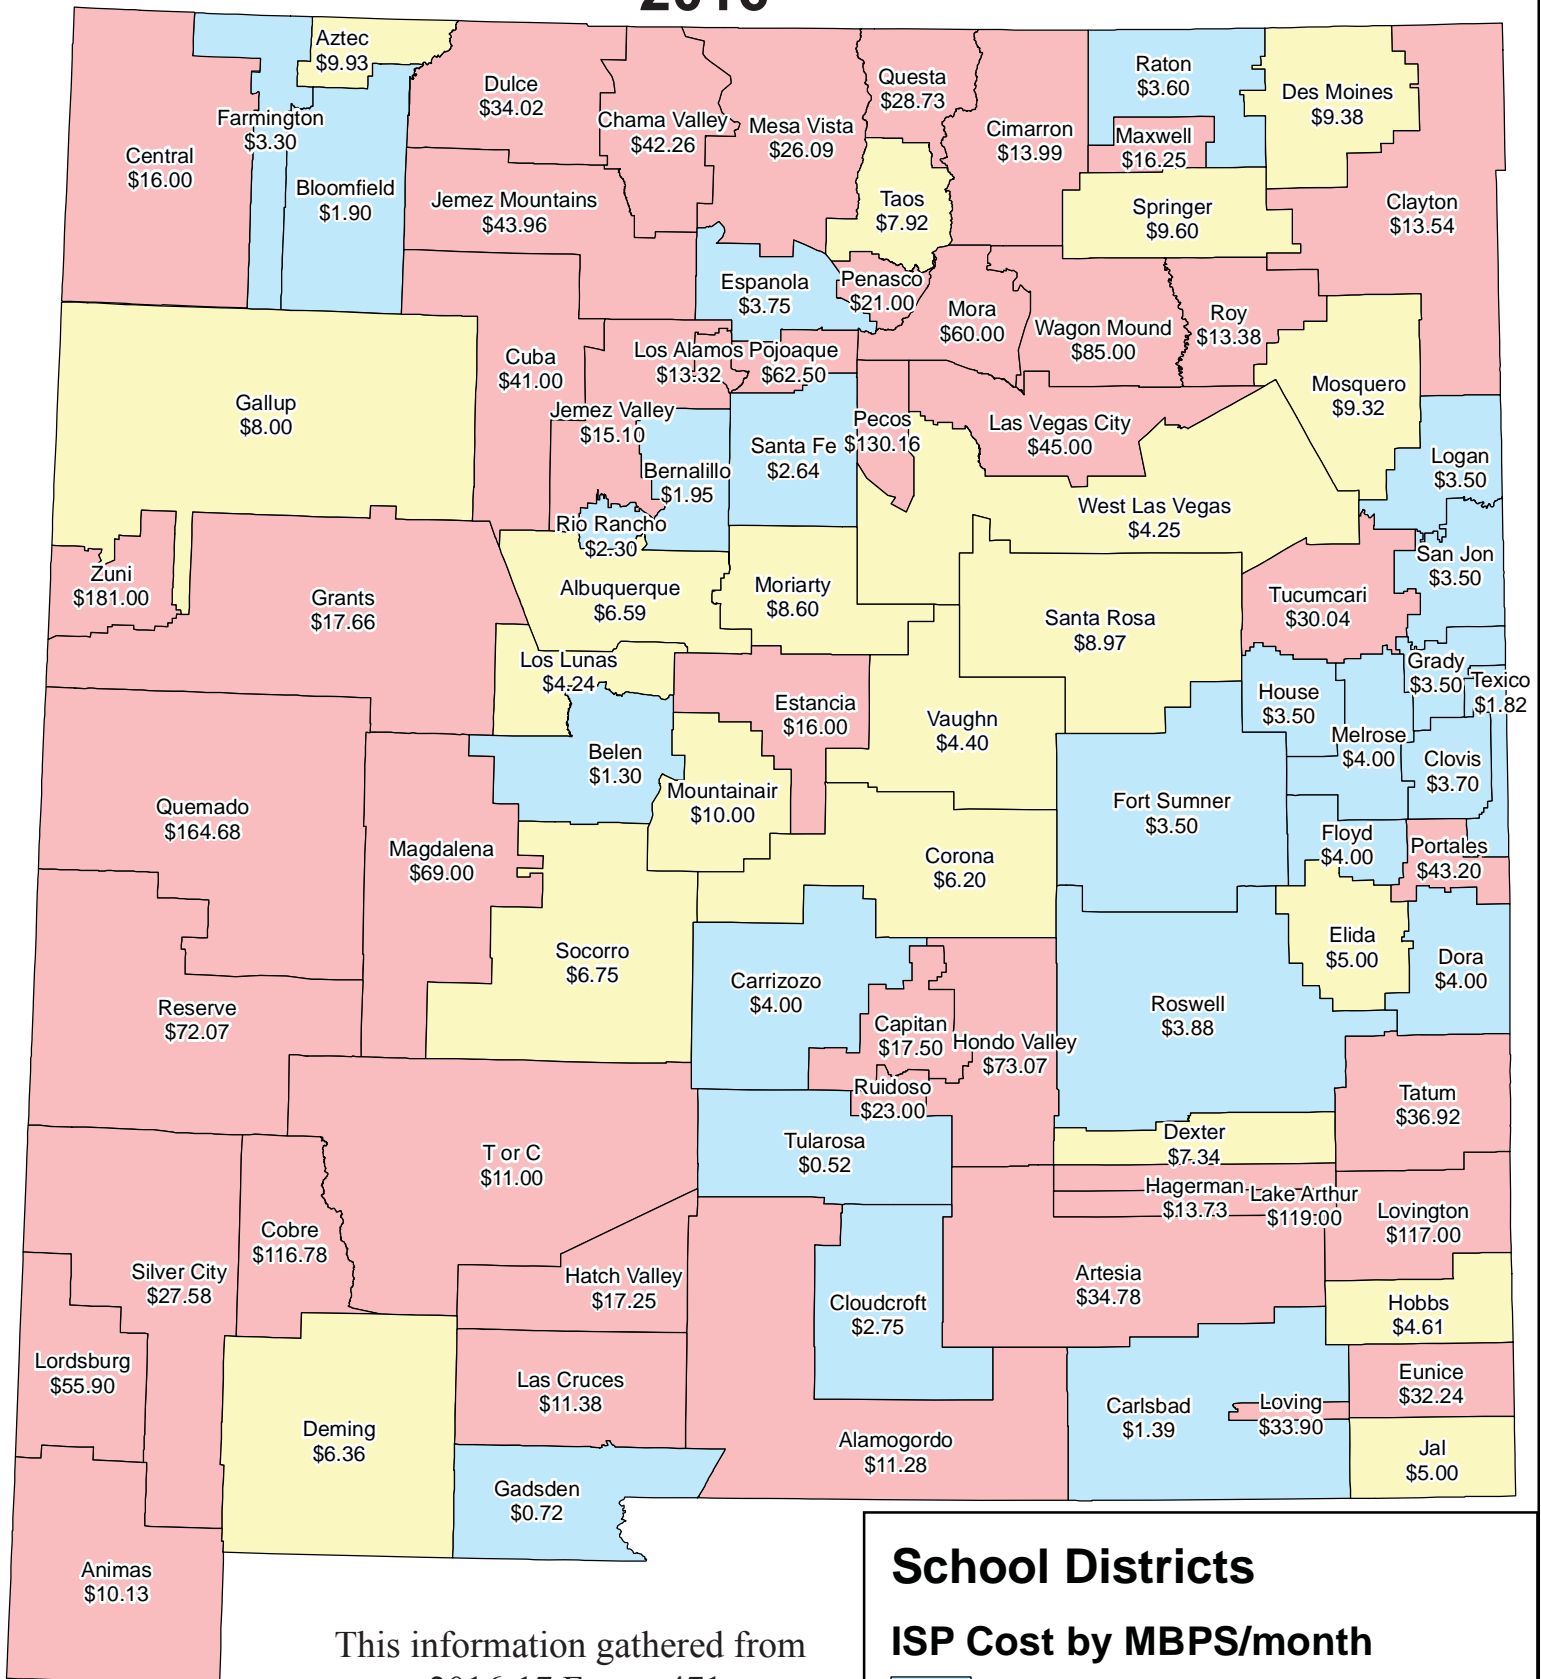 Aztec
$9.93
Dulce
$34.02
Chama Valley
$42.26
Mesa Vista
$26.09
Questa
$28.73
Cimarron
$13.99
Raton
$3.60
Maxwell
$16.25
Des Moines
$9.38
Farmington
$3.30
Central
$16.00
Bloomfield
$1.90
Jemez Mountains
$43.96
Taos
$7.92
Springer
$9.60
Clayton
$13.54
Espanola
$3.75
Penasco
$21.00
Mora
$60.00
Wagon Mound
$85.00
Roy
$13.38
Cuba
$41.00
Los Alamos
$13.32
Pojoaque
$62.50
Mosquero
$9.32
Gallup
$8.00
Jemez Valley
$15.10
Pecos
$130.16
Las Vegas City
$45.00
Santa Fe
$2.64
Bernalillo
$1.95
Logan
$3.50
West Las Vegas
$4.25
Rio Rancho
$2.30
San Jon
$3.50
Zuni
$181.00
Grants
$17.66
Albuquerque
$6.59
Moriarty
$8.60
Santa Rosa
$8.97
Tucumcari
$30.04
Los Lunas
$4.24
Grady
$3.50
Texico
$1.82
House
$3.50
Estancia
$16.00
Vaughn
$4.40
Melrose
$4.00
Clovis
$3.70
Belen
$1.30
Mountainair
$10.00
Fort Sumner
$3.50
Quemado
$164.68
Magdalena
$69.00
Floyd
$4.00
Portales
$43.20
Corona
$6.20
Elida
$5.00
Dora
$4.00
Socorro
$6.75
Carrizozo
$4.00
Reserve
$72.07
Roswell
$3.88
Capitan
$17.50
Hondo Valley
$73.07
Ruidoso
$23.00
Tatum
$36.92
Tularosa
$0.52
Dexter
$7.34
T or C
$11.00
Hagerman
$13.73
Lake Arthur
$119.00
Lovington
$117.00
Cobre
$116.78
Silver City
$27.58
Hatch Valley
$17.25
Artesia
$34.78
Cloudcroft
$2.75
Hobbs
$4.61
Lordsburg
$55.90
Las Cruces
$11.38
Eunice
$32.24
Carlsbad
$1.39
Loving
$33.90
Deming
$6.36
Alamogordo
$11.28
Jal
$5.00
Gadsden
$0.72
Animas
$10.13
School Districts
ISP Cost by MBPS/month
This information gathered from